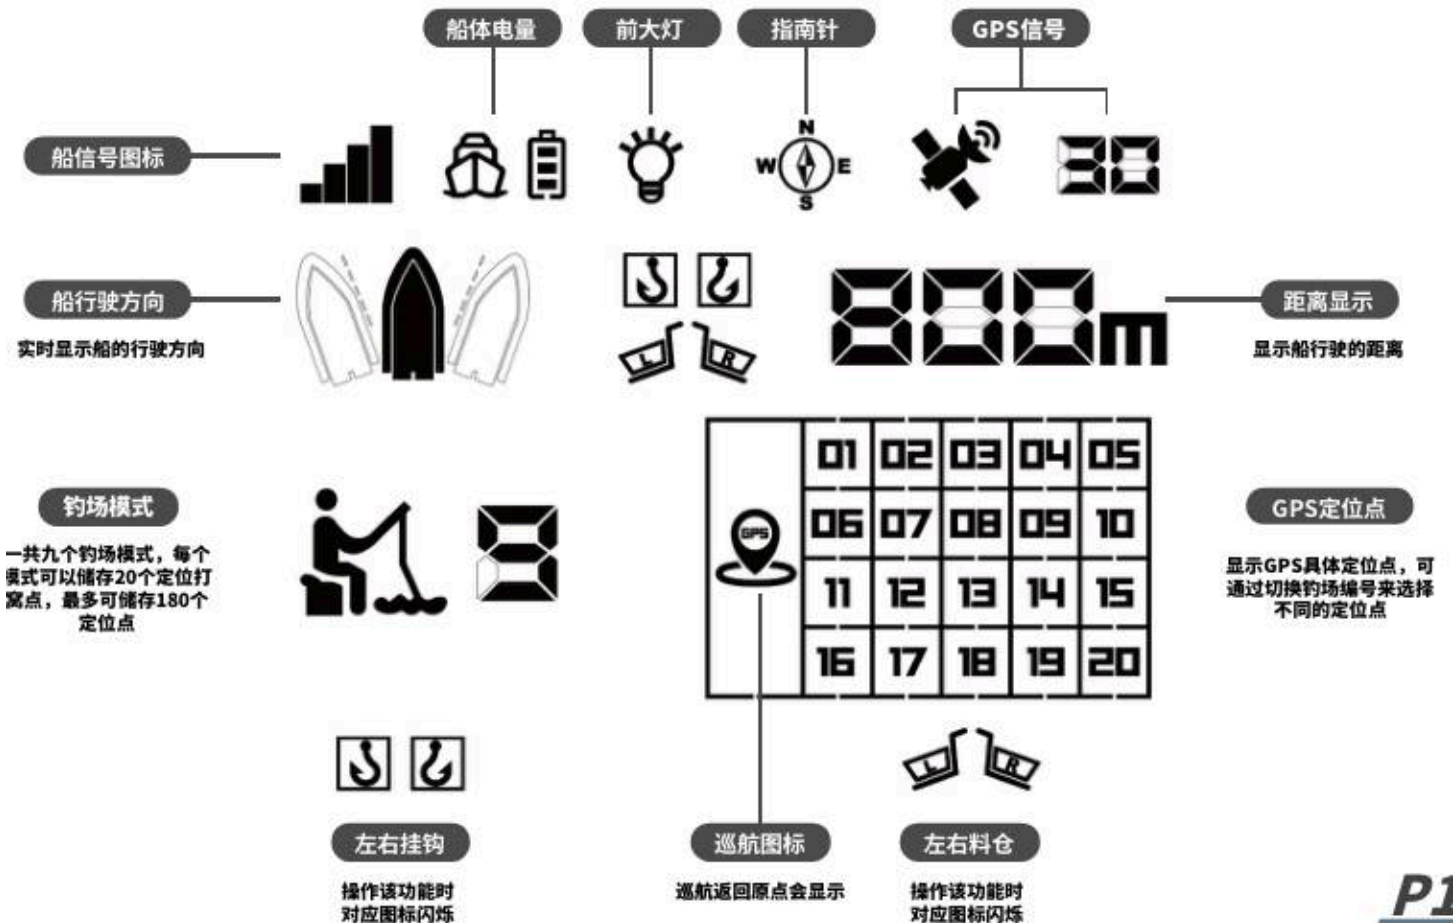 船体电量
前大灯
指南针
GPS信号
船信号图标
N
W
E
S
30
船行驶方向
实时显示船的行驶方向
L
R
800m
距离显示
显示船行驶的距离
钓场模式
一共九个钓场模式，每个
模式可以储存20个定位打
窝点，最多可储存180个
定位点
9
GPS
01 02 03 04 05
06 07 08 09 10
11 12 13 14 15
16 17 18 19 20
GPS定位点
显示GPS具体定位点，可
通过切换钓场编号来选择
不同的定位点
左右挂钩
操作该功能时
对应图标闪烁
巡航图标
巡航返回原点会显示
L
R
左右料仓
操作该功能时
对应图标闪烁
P1